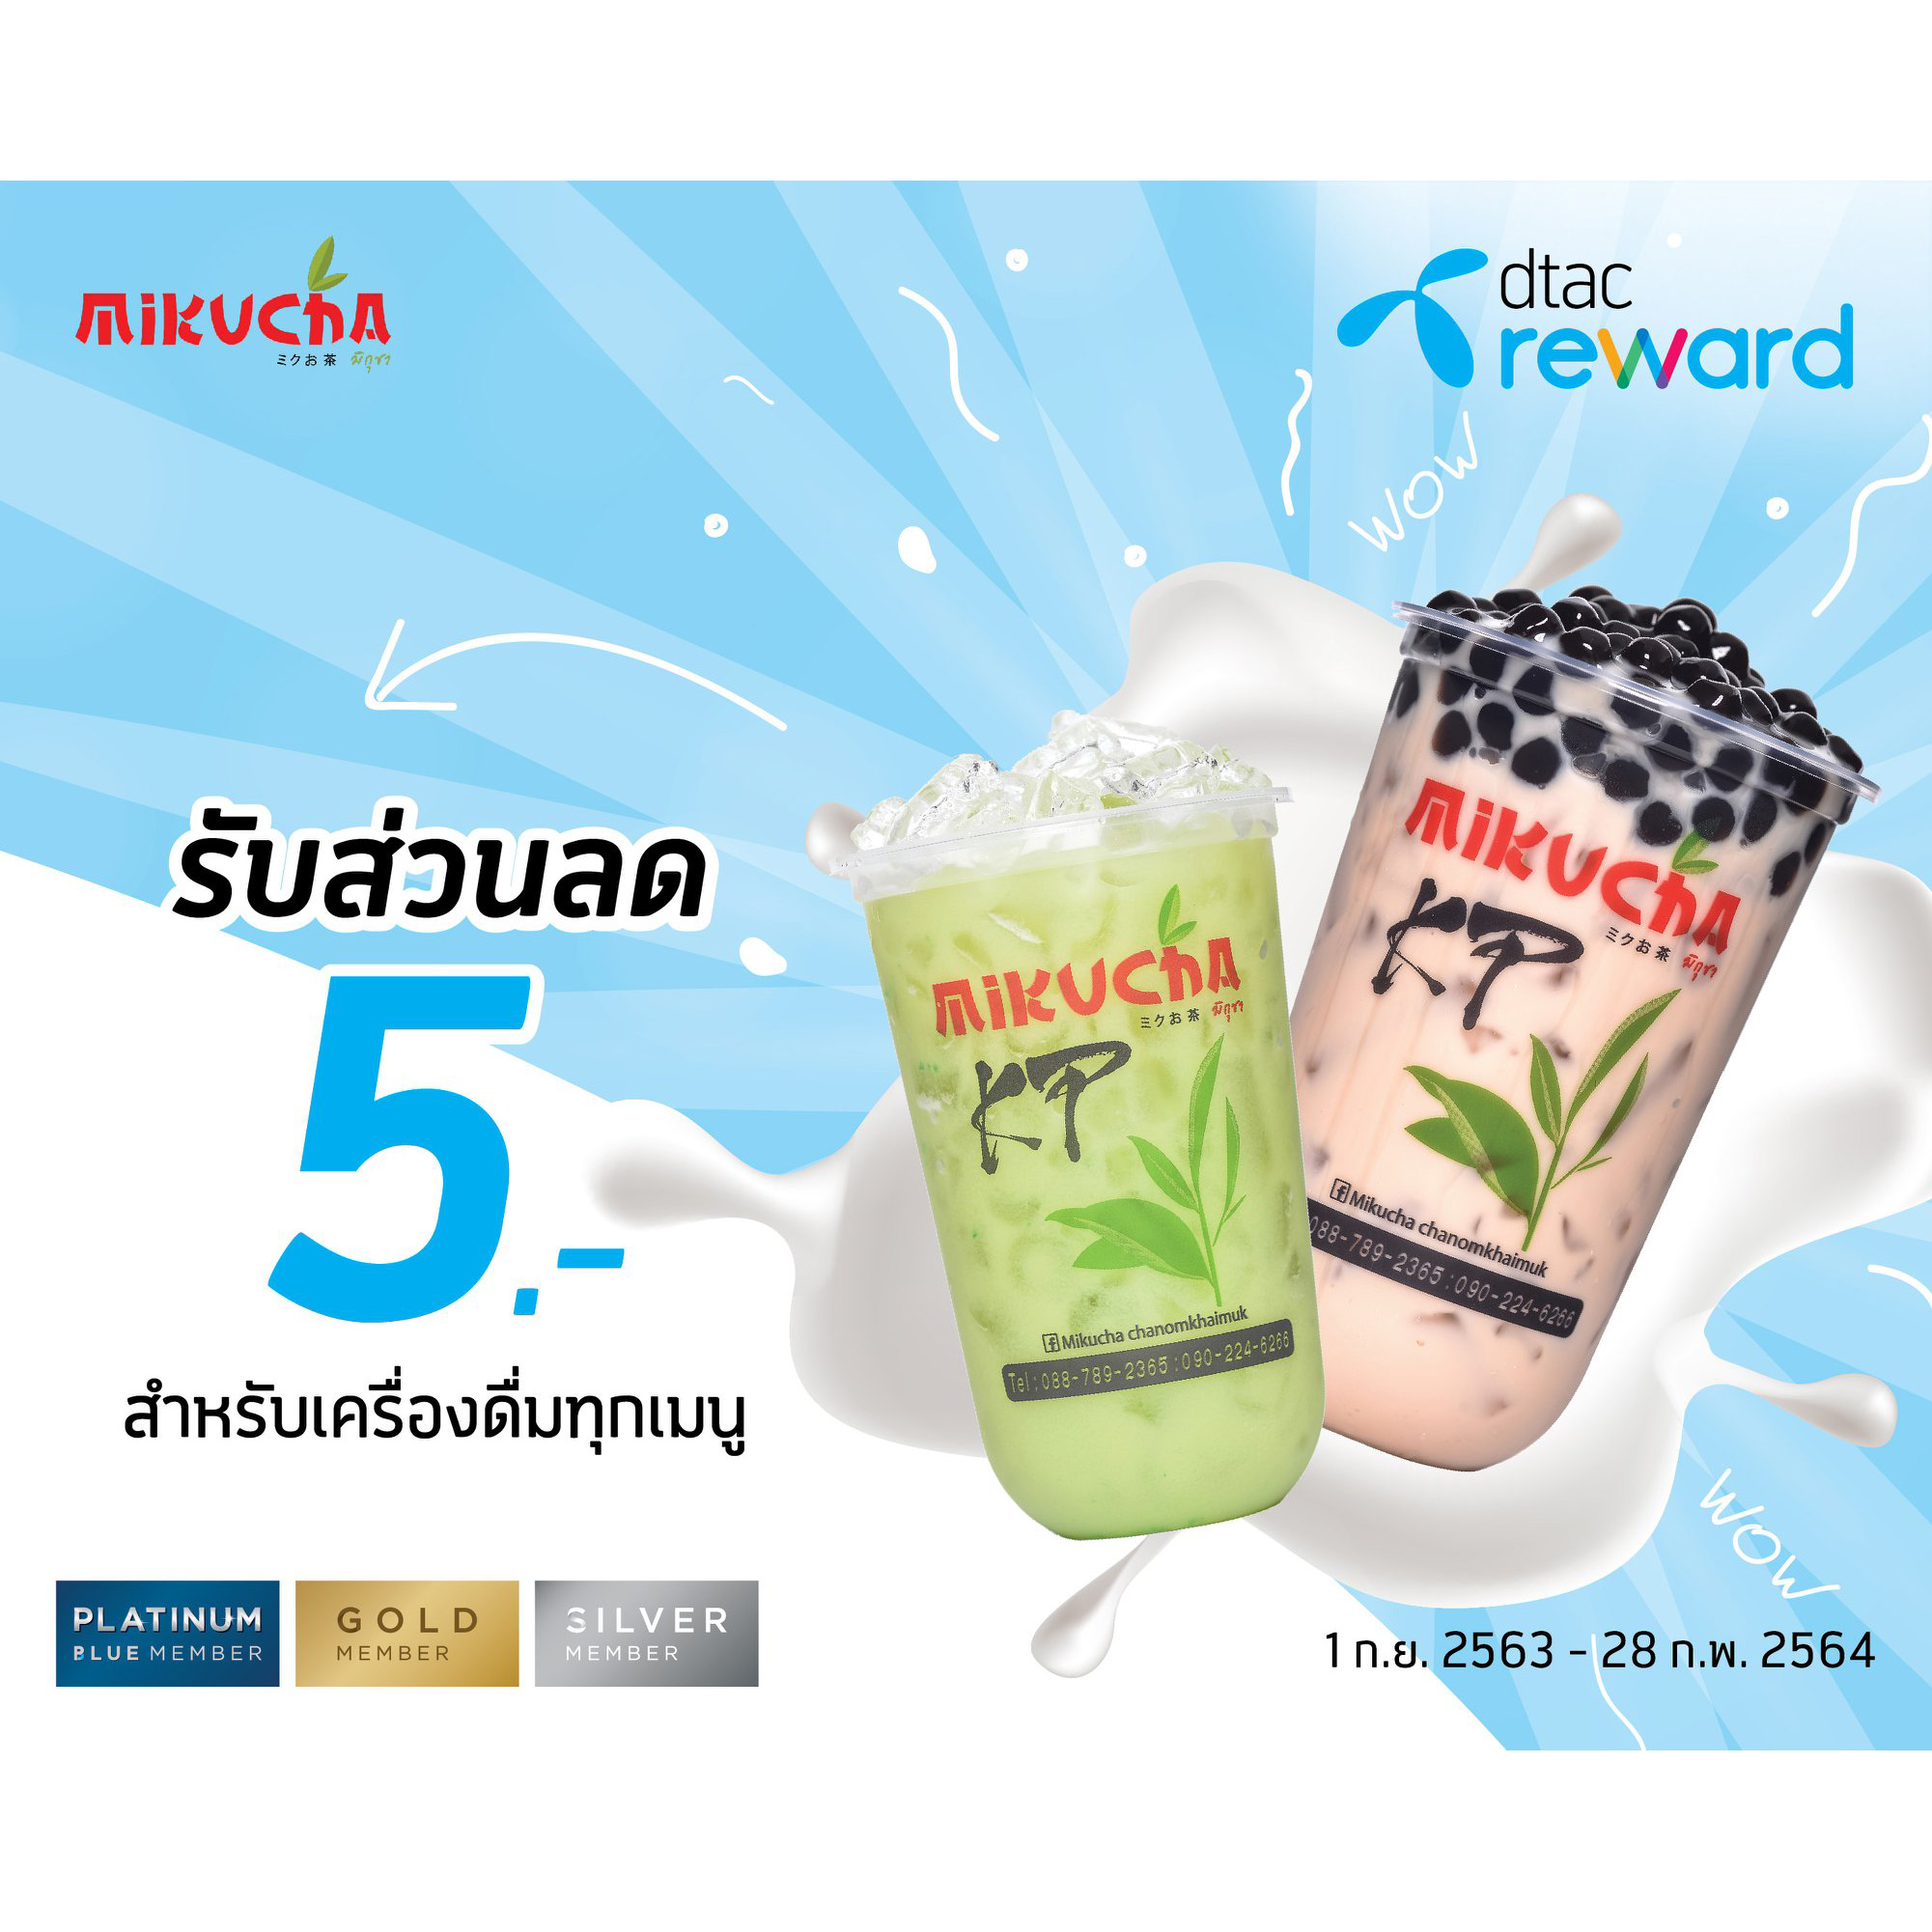 MIKUCHA
ミクお茶 มิกุชา
dtac
reward
WOW
รับส่วนลด
5.-
สำหรับเครื่องดื่มทุกเมนู
MIKUCHA
ミクお茶 มิกุชา
KP
Mikucha chanomkhaimuk
Tel : 088-789-2365 : 090-224-6266
MIKUCHA
ミクお茶 มิกุชา
KP
Mikucha chanomkhaimuk
088-789-2365 : 090-224-6266
WOW
PLATINUM
BLUE MEMBER
GOLD
MEMBER
SILVER
MEMBER
1 ก.ย. 2563 - 28 ก.พ. 2564